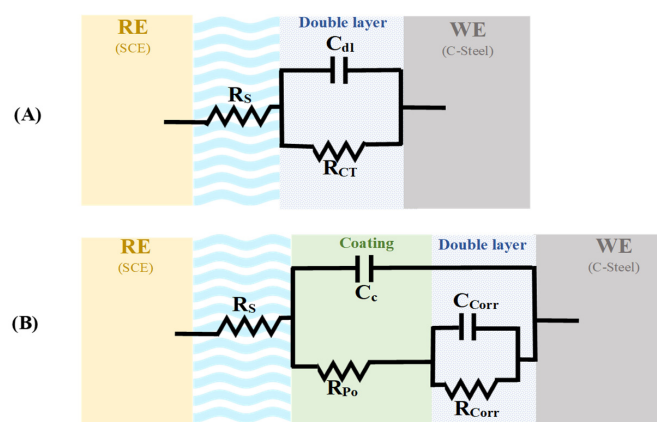 (A)
RE
(SCE)
Double layer
WE
(C-Steel)
Cdl
RS
RCT
(B)
RE
(SCE)
Coating
Double layer
WE
(C-Steel)
Cc
CCorr
RS
RPo
RCorr